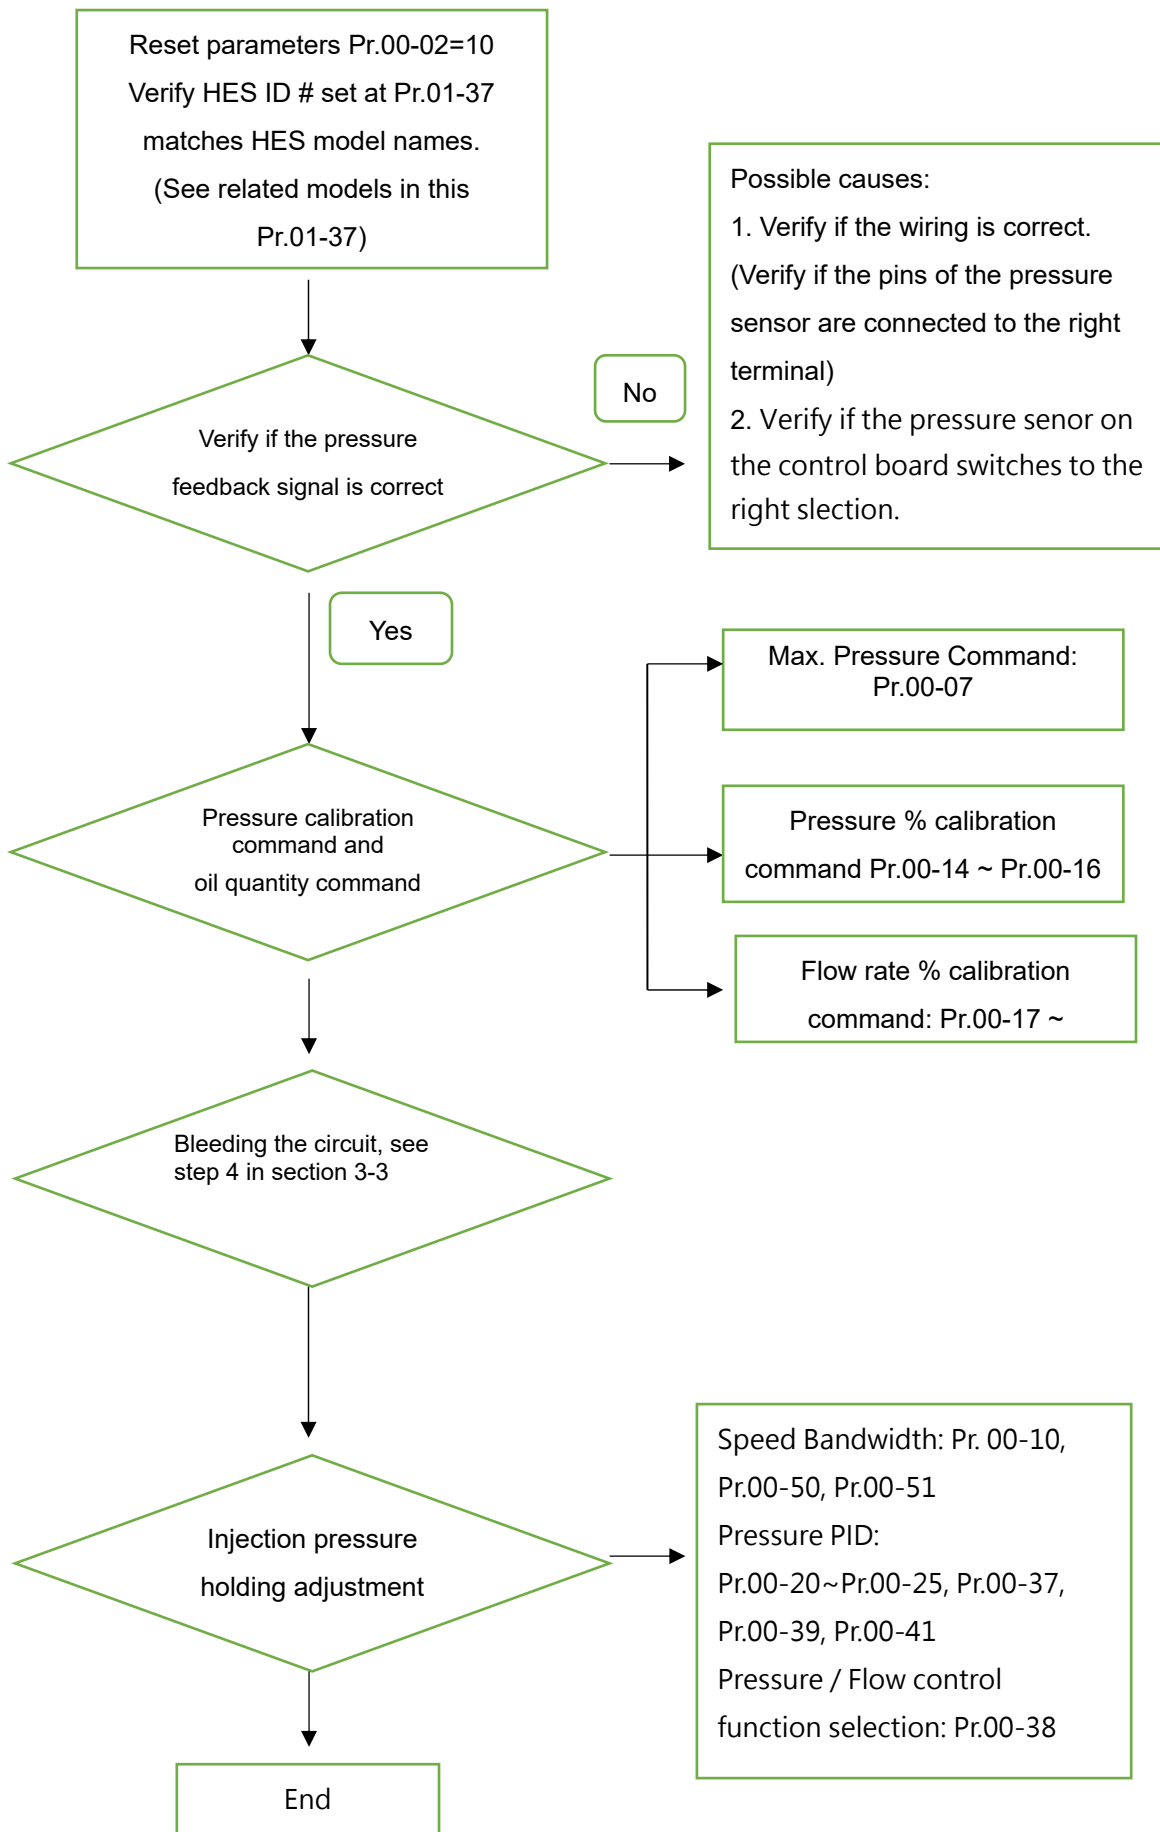 Reset parameters Pr.00-02=10
Verify HES ID # set at Pr.01-37
matches HES model names.
(See related models in this
Pr.01-37)
Possible causes:
1. Verify if the wiring is correct.
(Verify if the pins of the pressure
sensor are connected to the right
terminal)
2. Verify if the pressure senor on
the control board switches to the
right slection.
No
Verify if the pressure
feedback signal is correct
Yes
Max. Pressure Command:
Pr.00-07
Pressure calibration
command and
oil quantity command
Pressure % calibration
command Pr.00-14 ~ Pr.00-16
Flow rate % calibration
command: Pr.00-17 ~
Bleeding the circuit, see
step 4 in section 3-3
Injection pressure
holding adjustment
Speed Bandwidth: Pr. 00-10,
Pr.00-50, Pr.00-51
Pressure PID:
Pr.00-20~Pr.00-25, Pr.00-37,
Pr.00-39, Pr.00-41
Pressure / Flow control
function selection: Pr.00-38
End